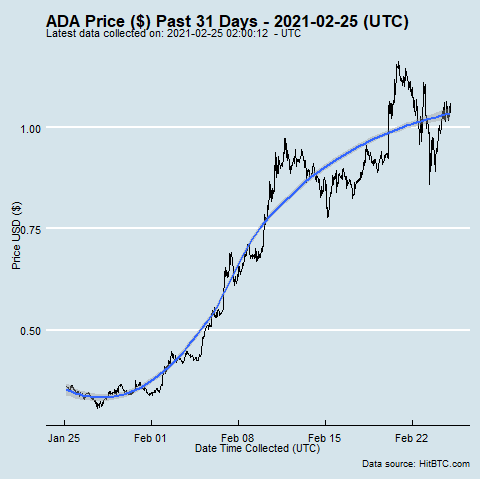 ADA Price ($) Past 31 Days - 2021-02-25 (UTC)
Latest data collected on: 2021-02-25 02:00:12 - UTC
Price USD ($)
1.00
0.75
0.50
Jan 25 Feb 01 Feb 08 Feb 15 Feb 22
Date Time Collected (UTC)
Data source: HitBTC.com